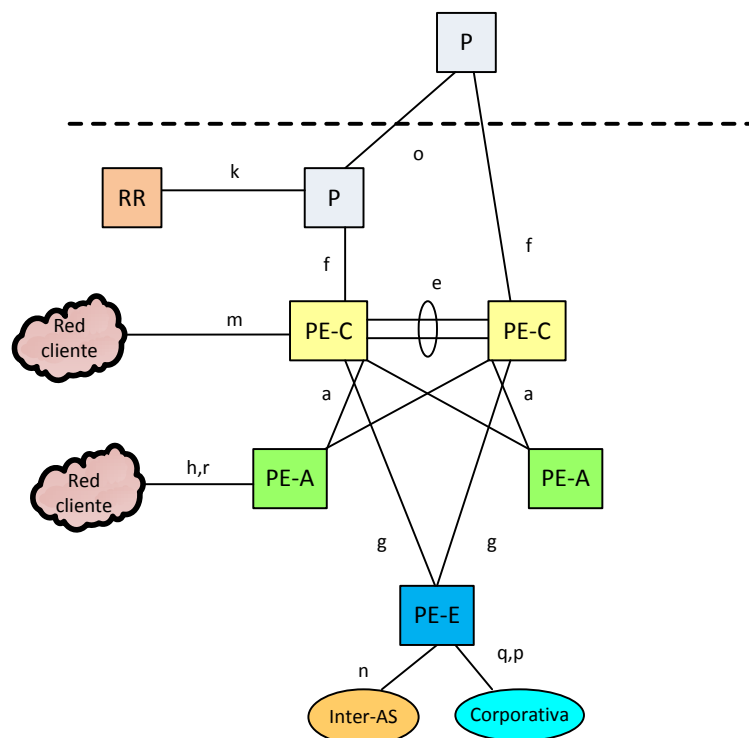 P
o
k
RR
P
f
f
e
Red
cliente
m
PE-C
PE-C
a
a
Red
cliente
h,r
PE-A
PE-A
g
g
PE-E
n
q,p
Inter-AS
Corporativa